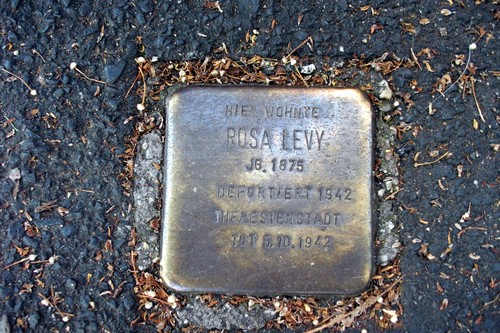 HIER WOHNTE
ROSA LEVY
JG. 1875
DEPORTIERT 1942
THERESIENSTADT
TOT 5.10.1942